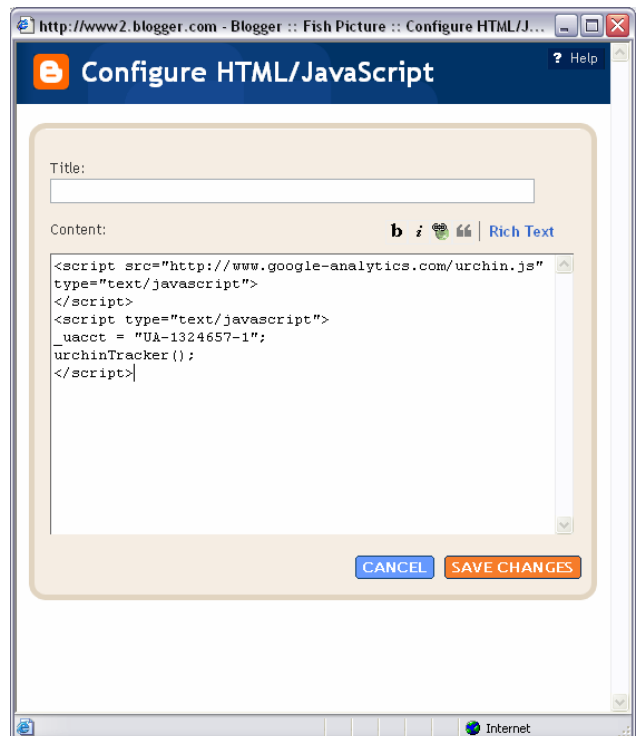 http://www2.blogger.com - Blogger :: Fish Picture :: Configure HTML/J...
Configure HTML/JavaScript
? Help
Title:
Content:
b i “ Rich Text
<script src="http://www.google-analytics.com/urchin.js"
type="text/javascript">
</script>
<script type="text/javascript">
_uacct = "UA-1324657-1";
urchinTracker();
</script>
CANCEL SAVE CHANGES
Internet